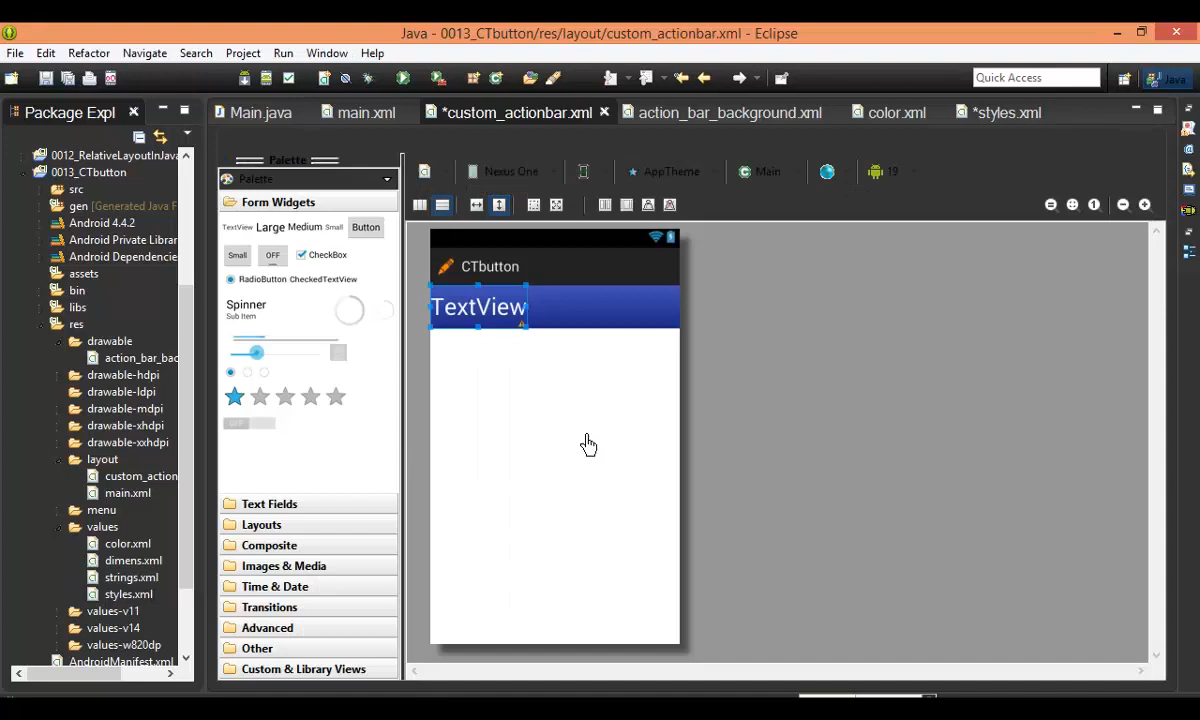 Java - 0013_CTbutton/res/layout/custom_actionbar.xml - Eclipse
File Edit Refactor Navigate Search Project Run Window Help
Quick Access
Java
Package Expl
Main.java
main.xml
*custom_actionbar.xml
action_bar_background.xml
color.xml
*styles.xml
0012_RelativeLayoutInJava
0013_CTbutton
src
gen [Generated Java F
Android 4.4.2
Android Private Librar
Android Dependencie
assets
bin
libs
res
drawable
action_bar_bac
drawable-hdpi
drawable-ldpi
drawable-mdpi
drawable-xhdpi
drawable-xxhdpi
layout
custom_action
main.xml
menu
values
color.xml
dimens.xml
strings.xml
styles.xml
values-v11
values-v14
values-w820dp
AndroidManifest.xml
Palette
Palette
Form Widgets
TextView Large Medium Small Button
Small OFF CheckBox
RadioButton CheckedTextView
Spinner
Sub Item
OFF
Text Fields
Layouts
Composite
Images & Media
Time & Date
Transitions
Advanced
Other
Custom & Library Views
Nexus One
AppTheme
Main
19
1
CTbutton
TextView